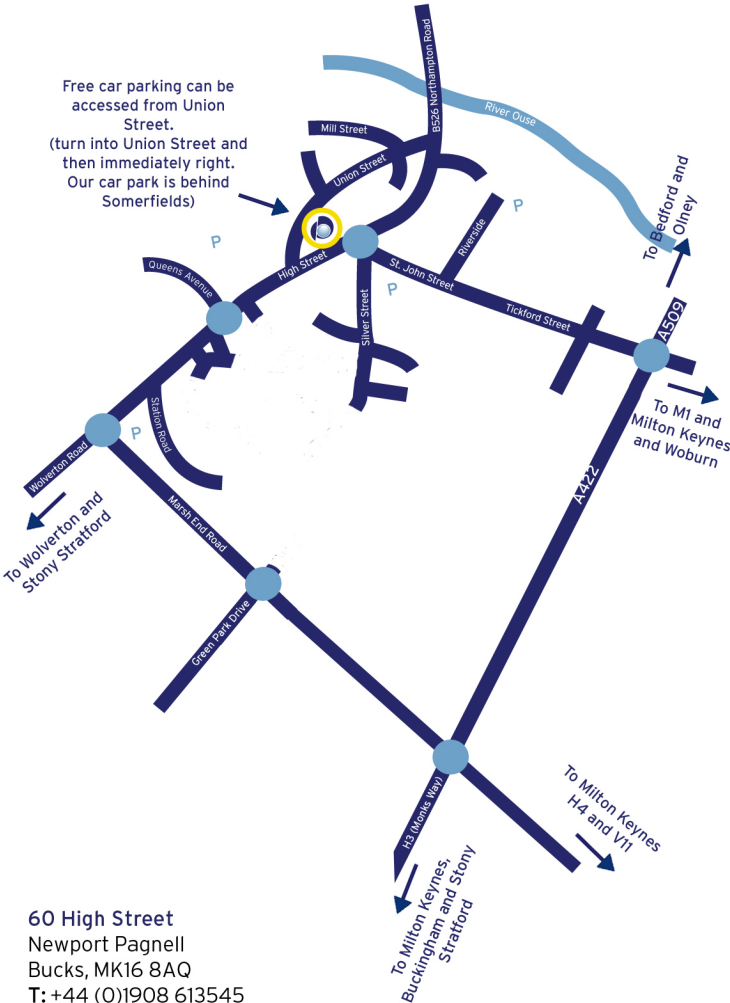 B526 Northampton Road
River Ouse
Free car parking can be
accessed from Union
Street.
(turn into Union Street and
then immediately right.
Our car park is behind
Somerfields)
Mill Street
Union Street
To Bedford and
Olney
P
P
Riverside
High Street
St. John Street
Queens Avenue
P
Silver Street
Tickford Street
A509
To M1 and
Milton Keynes
and Woburn
Station Road
P
Wolverton Road
A422
To Wolverton and
Stony Stratford
Marsh End Road
Green Park Drive
H3 (Monks Way)
To Milton Keynes
H4 and V11
To Milton Keynes,
Buckingham and Stony
Stratford
60 High Street
Newport Pagnell
Bucks, MK16 8AQ
T: +44 (0)1908 613545